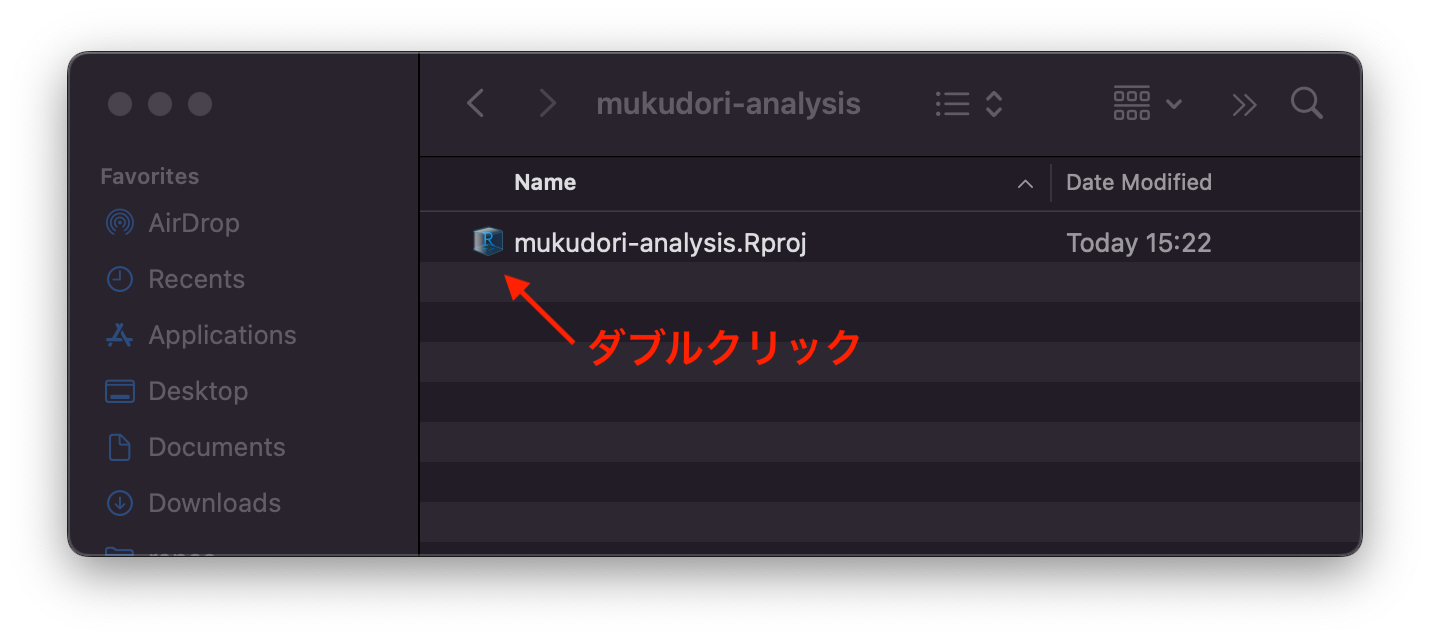 mukudori-analysis
Favorites
AirDrop
Recents
Applications
Desktop
Documents
Downloads
Name
Date Modified
mukudori-analysis.Rproj
Today 15:22
ダブルクリック